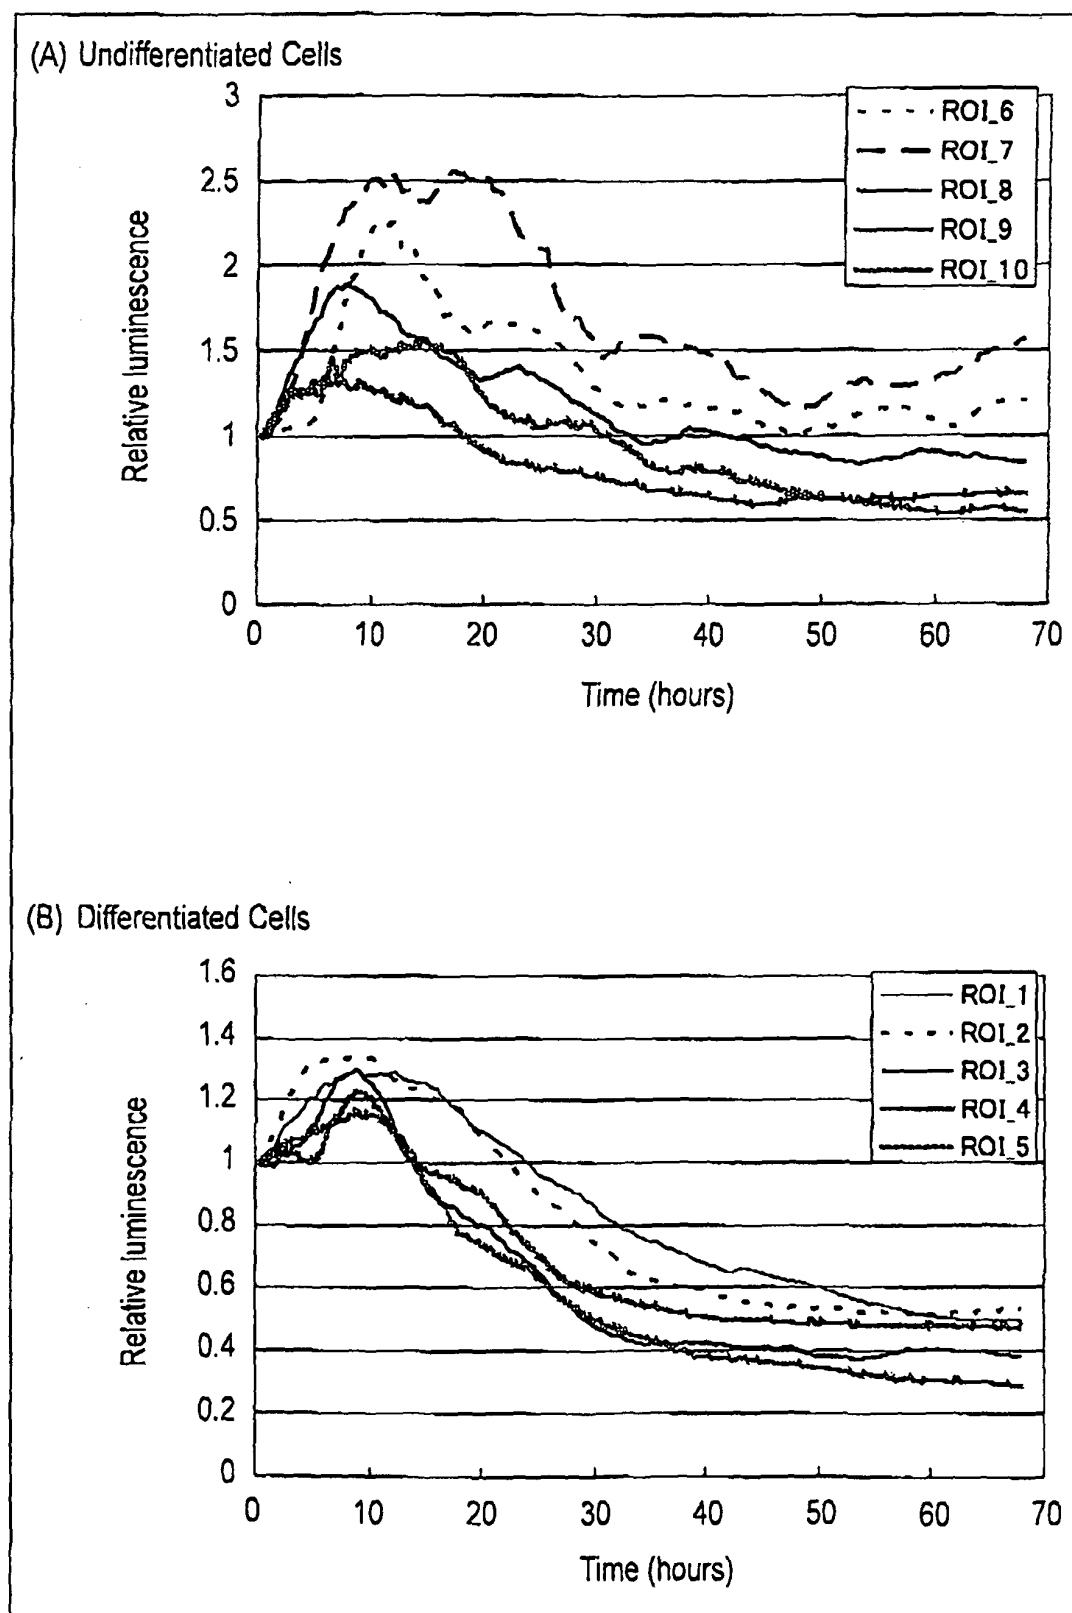 (A) Undifferentiated Cells
3
2.5
2
1.5
1
0.5
0
Relative luminescence
ROI_6
ROI_7
ROI_8
ROI_9
ROI_10
0 10 20 30 40 50 60 70
Time (hours)
(B) Differentiated Cells
1.6
1.4
1.2
1
0.8
0.6
0.4
0.2
0
Relative luminescence
ROI_1
ROI_2
ROI_3
ROI_4
ROI_5
0 10 20 30 40 50 60 70
Time (hours)